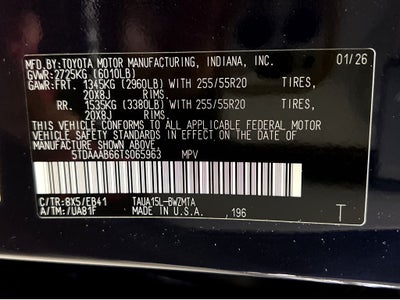 MFD. BY:TOYOTA MOTOR MANUFACTURING, INDIANA, INC. 01/26
GVWR: 2725KG (6010LB)
GAWR:FRT. 1345KG (2960LB) WITH 255/55R20 TIRES,
20X8J RIMS.
RR. 1535KG (3380LB) WITH 255/55R20 TIRES,
20X8J RIMS.
THIS VEHICLE CONFORMS TO ALL APPLICABLE FEDERAL MOTOR
VEHICLE SAFETY STANDARDS IN EFFECT ON THE DATE OF
MANUFACTURE SHOWN ABOVE.
5TDAAAB66TS065963 MPV
C/TR:8X5/EB41 TAUA15L-BWZMTA
A/TM:/UA81F MADE IN U.S.A. ,196 T